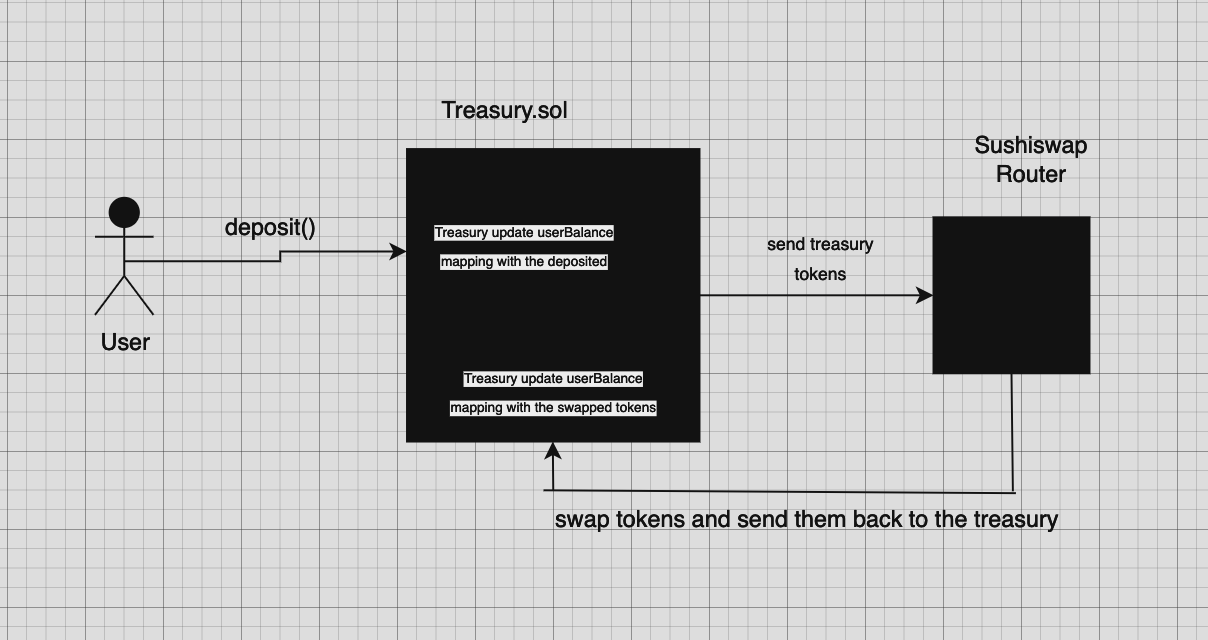 Treasury.sol
Sushiswap
Router
deposit()
Treasury update userBalance
mapping with the deposited
send treasury
tokens
User
Treasury update userBalance
mapping with the swapped tokens
swap tokens and send them back to the treasury